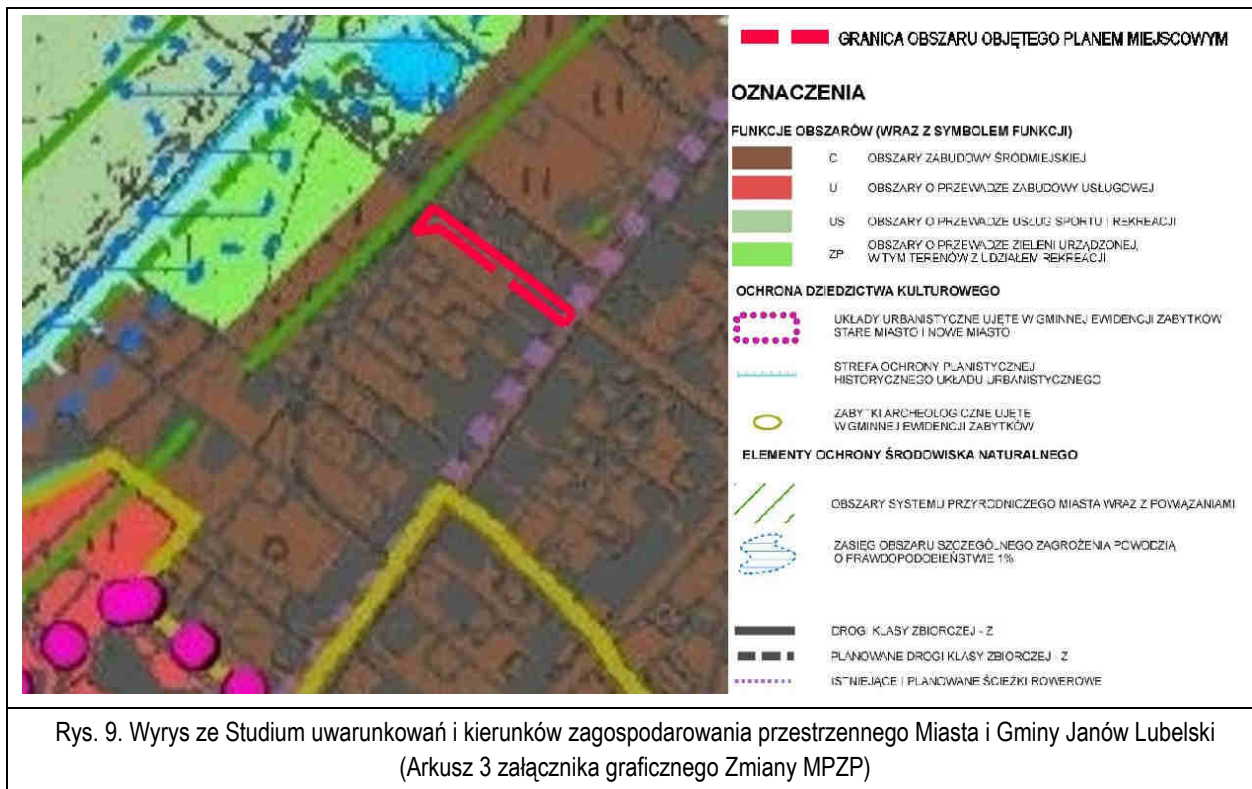 GRANICA OBSZARU OBJĘTEGO PLANEM MIEJSCOWYM
OZNACZENIA
FUNKCJE OBSZARÓW (WRAZ Z SYMBOLEM FUNKCJI)
C OBSZARY ZABUDOWY ŚRÓDMIEJSKIEJ
U OBSZARY O PRZEWADZE ZABUDOWY USŁUGOWEJ
US OBSZARY O PRZEWADZE USŁUG SPORTU I REKREACJI
ZP OBSZARY O PRZEWADZE ZIELENI URZĄDZONEJ,
W TYM TERENÓW Z UDZIAŁEM REKREACJI
OCHRONA DZIEDZICTWA KULTUROWEGO
UKŁADY URBANISTYCZNE UJĘTE W GMINNEJ EWIDENCJI ZABYTKÓW
STARE MIASTO I NOWE MIASTO
STREFA OCHRONY PLANISTYCZNEJ
HISTORYCZNEGO UKŁADU URBANISTYCZNEGO
ZABYTKI ARCHEOLOGICZNE UJĘTE
W GMINNEJ EWIDENCJI ZABYTKÓW
ELEMENTY OCHRONY ŚRODOWISKA NATURALNEGO
OBSZARY SYSTEMU PRZYRODNICZEGO MIASTA WRAZ Z POWIĄZANIAMI
ZASIĘG OBSZARU SZCZEGÓLNEGO ZAGROŻENIA POWODZIĄ
O PRAWDOPODOBIEŃSTWIE 1%
DROGI KLASY ZBIORCZEJ - Z
PLANOWANE DROGI KLASY ZBIORCZEJ - Z
ISTNIEJĄCE I PLANOWANE ŚCIEŻKI ROWEROWE
Rys. 9. Wyrys ze Studium uwarunkowań i kierunków zagospodarowania przestrzennego Miasta i Gminy Janów Lubelski
(Arkusz 3 załącznika graficznego Zmiany MPZP)